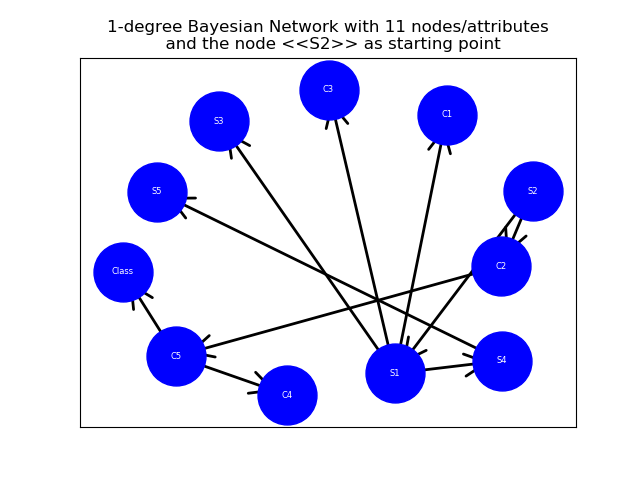 1-degree Bayesian Network with 11 nodes/attributes
and the node <<S2>> as starting point
C3
C1
S3
S2
S5
C2
Class
C5
S4
S1
C4